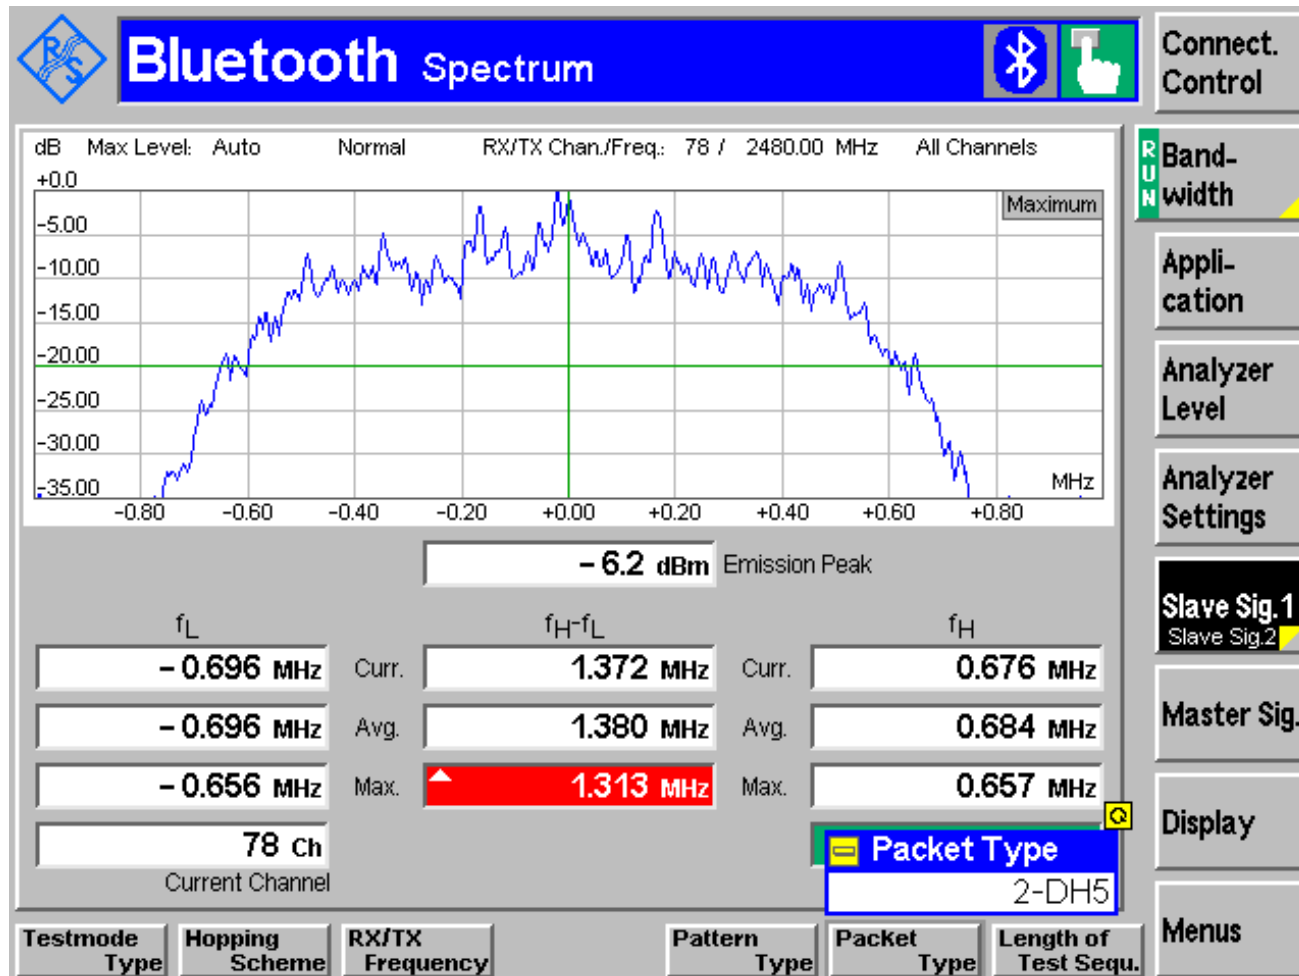 R S
Bluetooth Spectrum
Connect.
Control
dB Max Level: Auto Normal RX/TX Chan./Freq.: 78 / 2480.00 MHz All Channels
+0.0
Maximum
-5.00
-10.00
-15.00
-20.00
-25.00
-30.00
-35.00
MHz
-0.80 -0.60 -0.40 -0.20 +0.00 +0.20 +0.40 +0.60 +0.80
RUN
Band-
width
Appli-
cation
Analyzer
Level
Analyzer
Settings
Slave Sig.1
Slave Sig.2
Master Sig.
Display
Menus
- 6.2 dBm Emission Peak
fL fH-fL fH
- 0.696 MHz Curr. 1.372 MHz Curr. 0.676 MHz
- 0.696 MHz Avg. 1.380 MHz Avg. 0.684 MHz
- 0.656 MHz Max. 1.313 MHz Max. 0.657 MHz
78 Ch
Current Channel
Packet Type
2-DH5
Testmode
Type
Hopping
Scheme
RX/TX
Frequency
Pattern
Type
Packet
Type
Length of
Test Sequ.